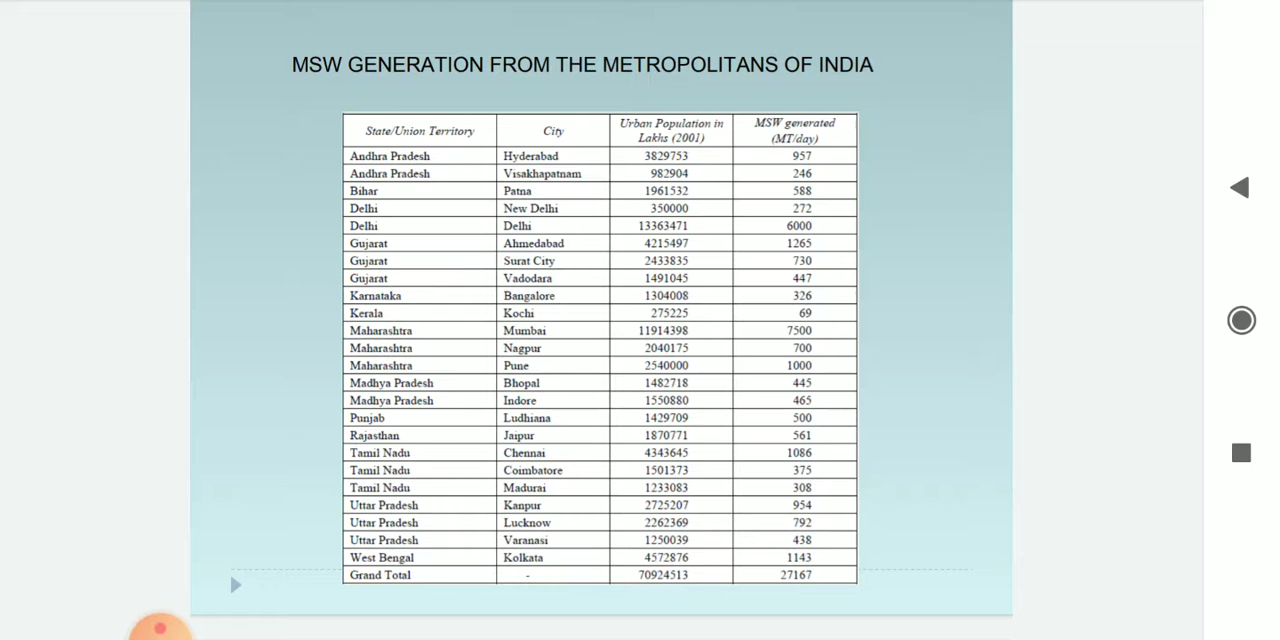 MSW GENERATION FROM THE METROPOLITANS OF INDIA
State/Union Territory City Urban Population in Lakhs (2001) MSW generated (MT/day)
Andhra Pradesh Hyderabad 3829753 957
Andhra Pradesh Visakhapatnam 982904 246
Bihar Patna 1961532 588
Delhi New Delhi 350000 272
Delhi Delhi 13363471 6000
Gujarat Ahmedabad 4215497 1265
Gujarat Surat City 2433835 730
Gujarat Vadodara 1491045 447
Karnataka Bangalore 1304008 326
Kerala Kochi 275225 69
Maharashtra Mumbai 11914398 7500
Maharashtra Nagpur 2040175 700
Maharashtra Pune 2540000 1000
Madhya Pradesh Bhopal 1482718 445
Madhya Pradesh Indore 1550880 465
Punjab Ludhiana 1429709 500
Rajasthan Jaipur 1870771 561
Tamil Nadu Chennai 4343645 1086
Tamil Nadu Coimbatore 1501373 375
Tamil Nadu Madurai 1233083 308
Uttar Pradesh Kanpur 2725207 954
Uttar Pradesh Lucknow 2262369 792
Uttar Pradesh Varanasi 1250039 438
West Bengal Kolkata 4572876 1143
Grand Total - 70924513 27167